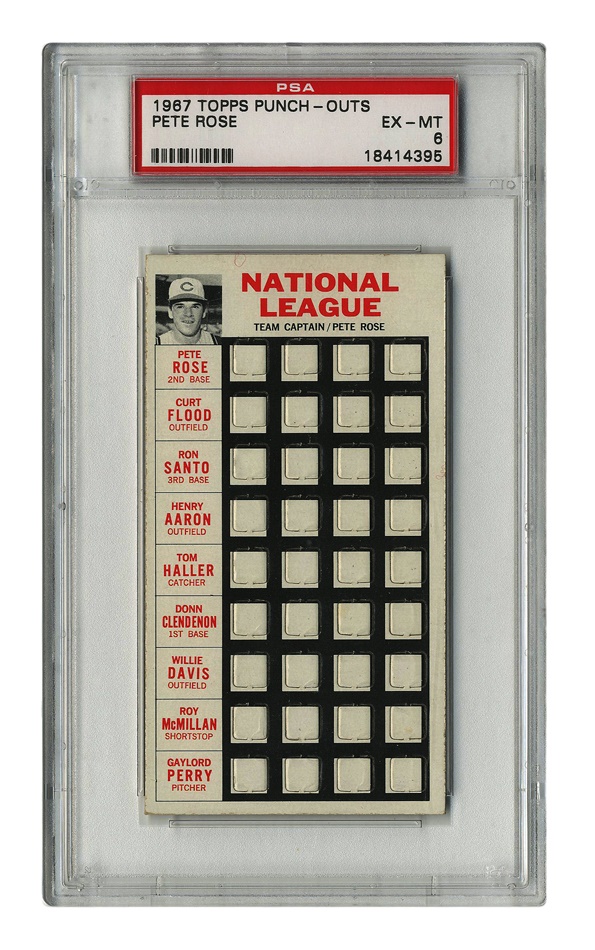 PSA
1967 TOPPS PUNCH-OUTS
PETE ROSE EX-MT
6
18414395
C
NATIONAL
LEAGUE
TEAM CAPTAIN/PETE ROSE
PETE
ROSE
2ND BASE
CURT
FLOOD
OUTFIELD
RON
SANTO
3RD BASE
HENRY
AARON
OUTFIELD
TOM
HALLER
CATCHER
DONN
CLENDENON
1ST BASE
WILLIE
DAVIS
OUTFIELD
ROY
McMILLAN
SHORTSTOP
GAYLORD
PERRY
PITCHER